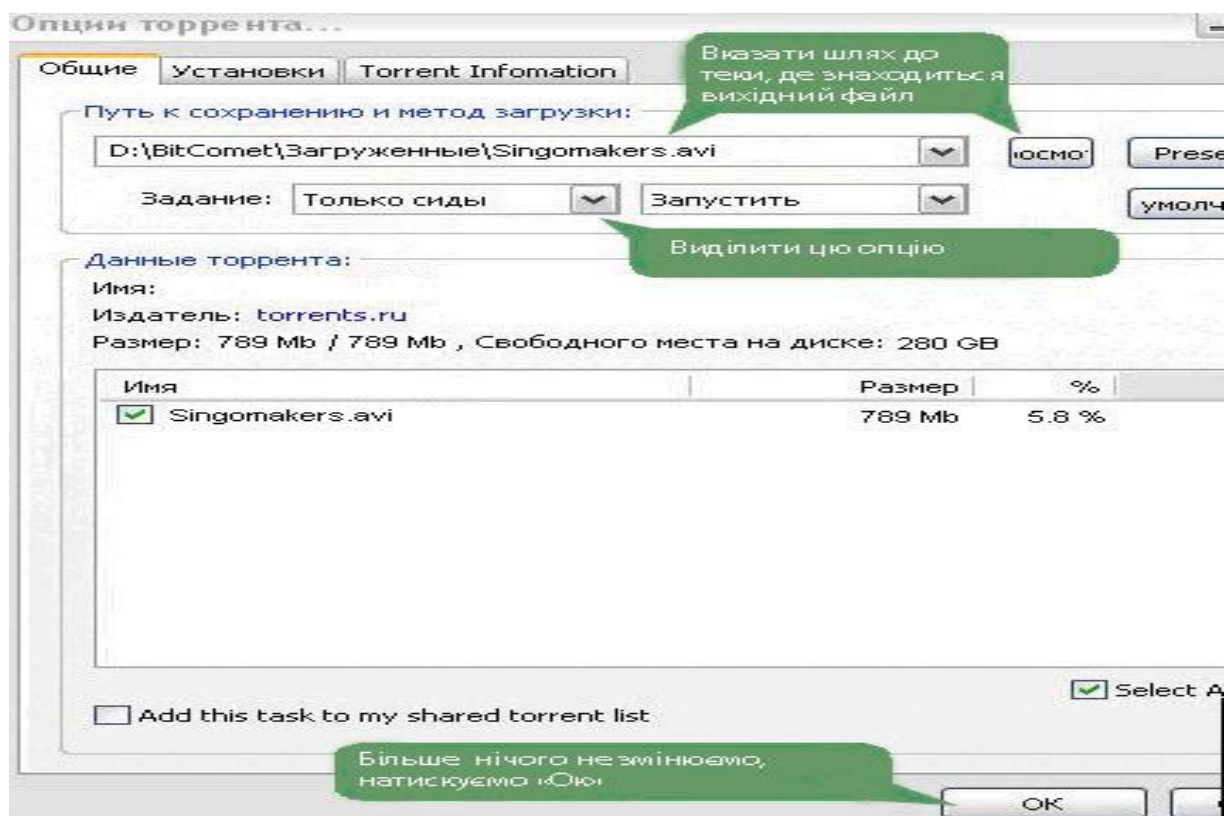 Опции торрента...
Общие Установки Torrent Infomation
Вказати шлях до
теки, де знаходиться
вихідний файл
Путь к сохранению и метод загрузки:
D:\BitComet\Загруженные\Singomakers.avi
Задание: Только сиды Запустить
Виділити цю опцію
Данные торрента:
Имя:
Издатель: torrents.ru
Размер: 789 Mb / 789 Mb , Свободного места на диске: 280 GB
Имя Размер %
Singomakers.avi 789 Mb 5.8 %
Select
Add this task to my shared torrent list
Більше нічого не змінюємо,
натискуємо «Ок»
OK